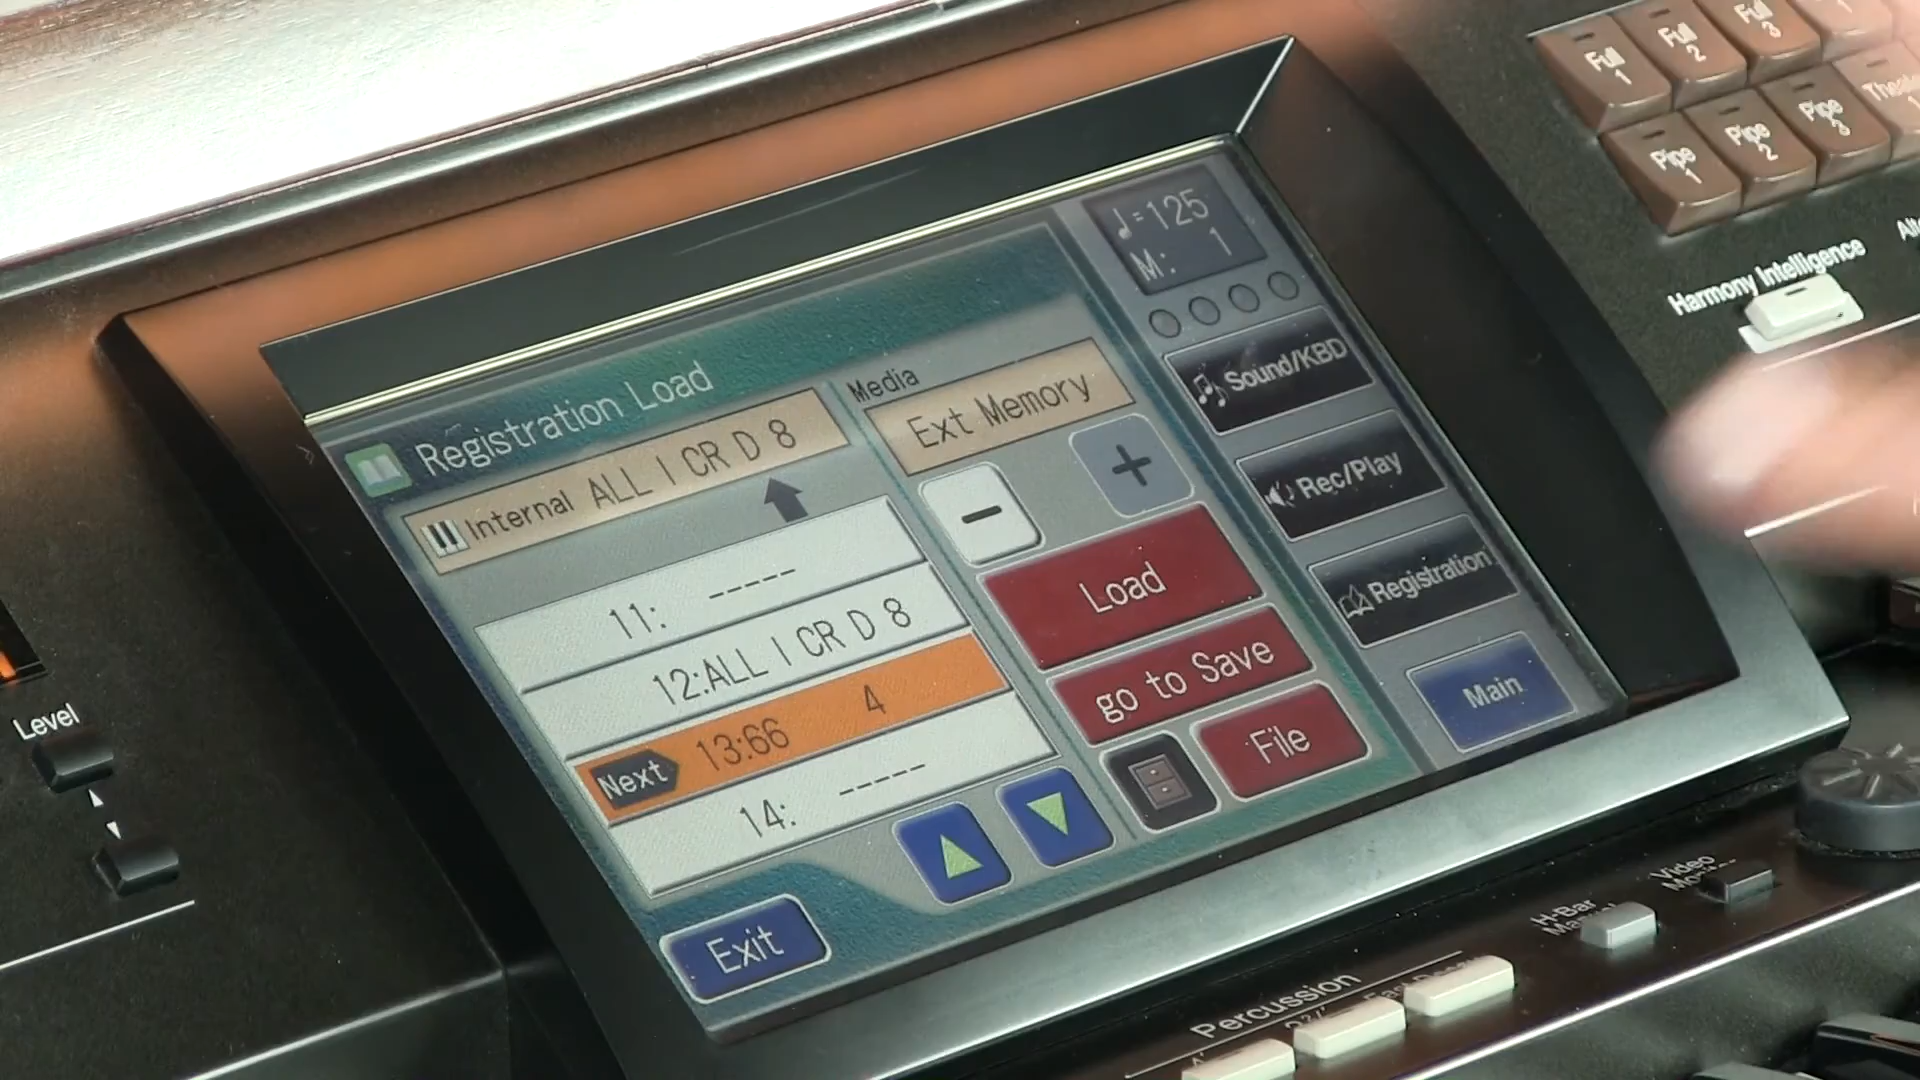 Full 1
Full 2
Full 3
Pipe 1
Pipe 2
Pipe 3
Harmony Intelligence
♩=125
M: 1
Registration Load
Internal ALL I CR D 8
Media
Ext Memory
- +
11: -----
12:ALL I CR D 8
Next 13:66 4
14: -----
Load
go to Save
File
Exit
Sound/KBD
Rec/Play
Registration
Main
Level
Video
H-Bar
Percussion